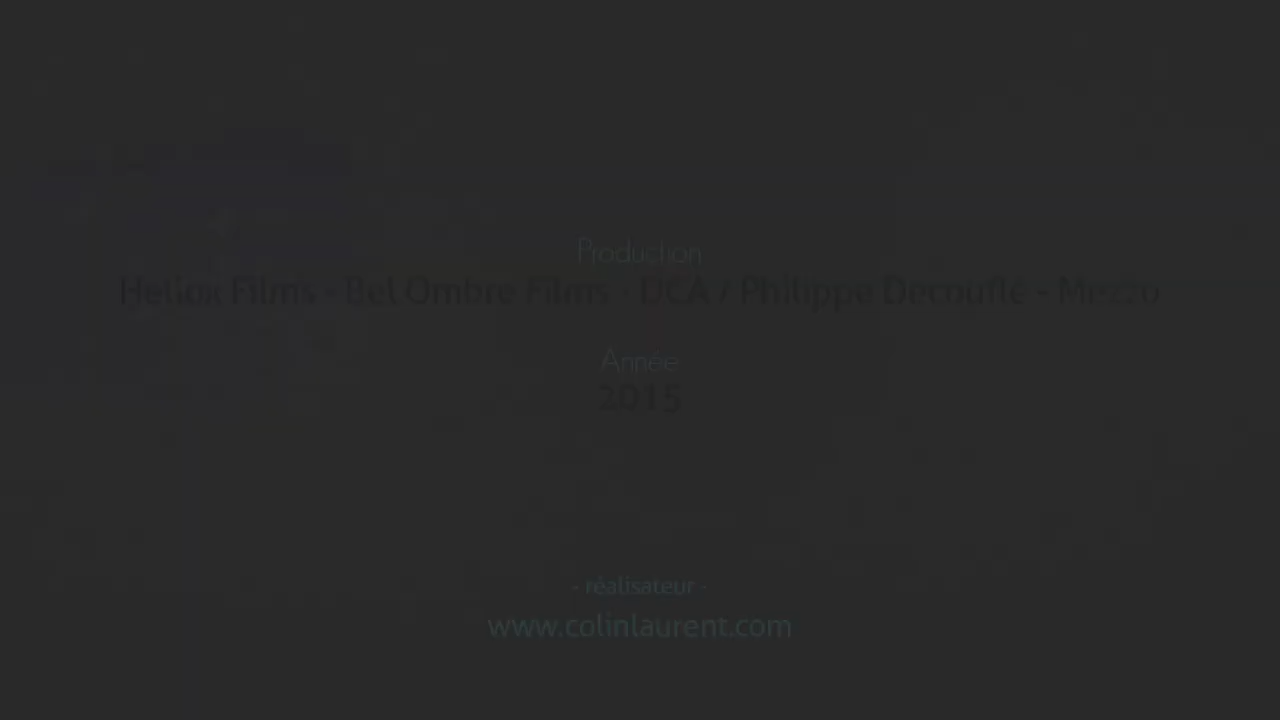 Production
Heliox Films - Bel Ombre Films - DCA / Philippe Decouflé - Mezzo
Année
2015
- réalisateur -
www.colinlaurent.com